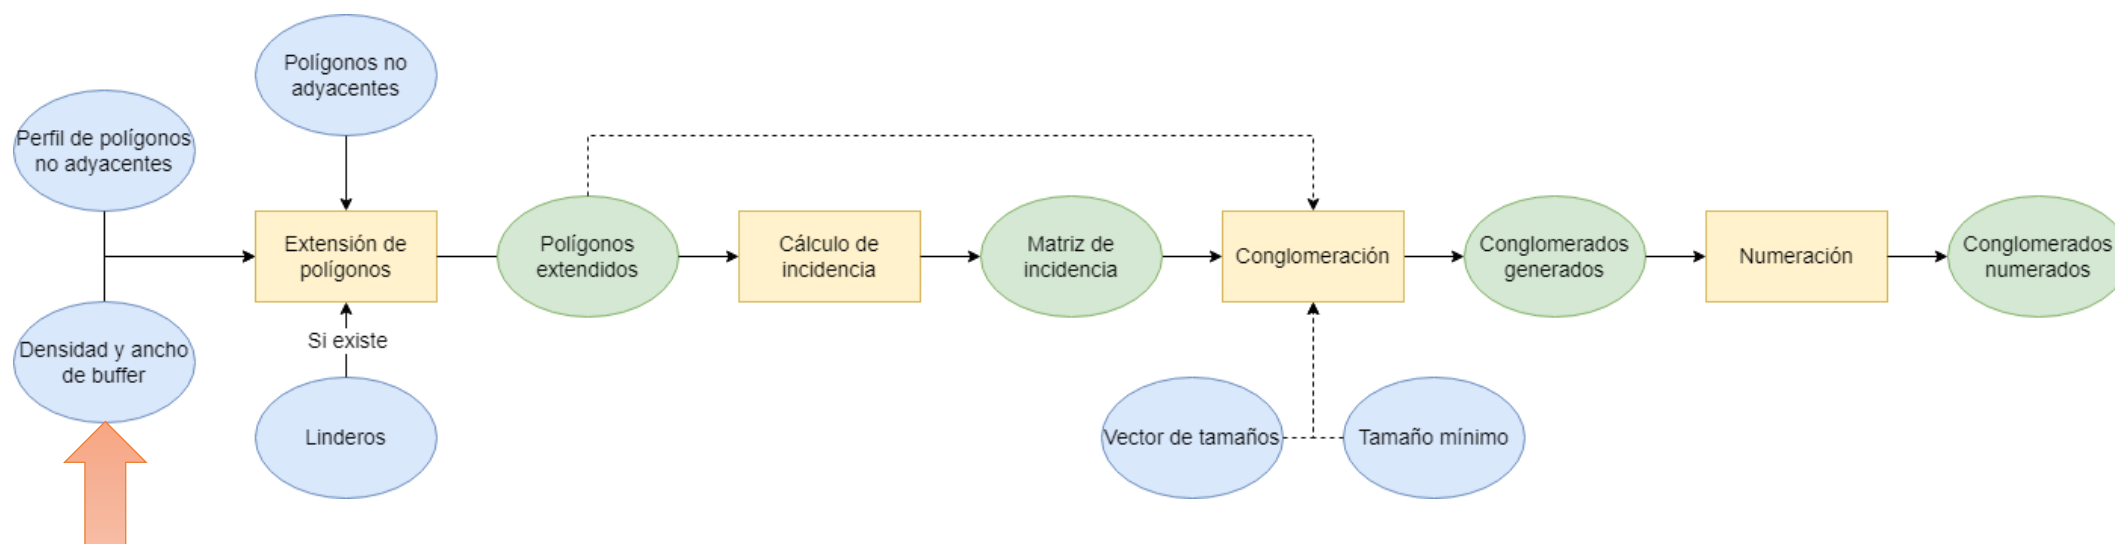 Polígonos no
adyacentes
Perfil de polígonos
no adyacentes
Extensión de
polígonos
Polígonos
extendidos
Cálculo de
incidencia
Matriz de
incidencia
Conglomeración
Conglomerados
generados
Numeración
Conglomerados
numerados
Si existe
Densidad y ancho
de buffer
Linderos
Vector de tamaños
Tamaño mínimo